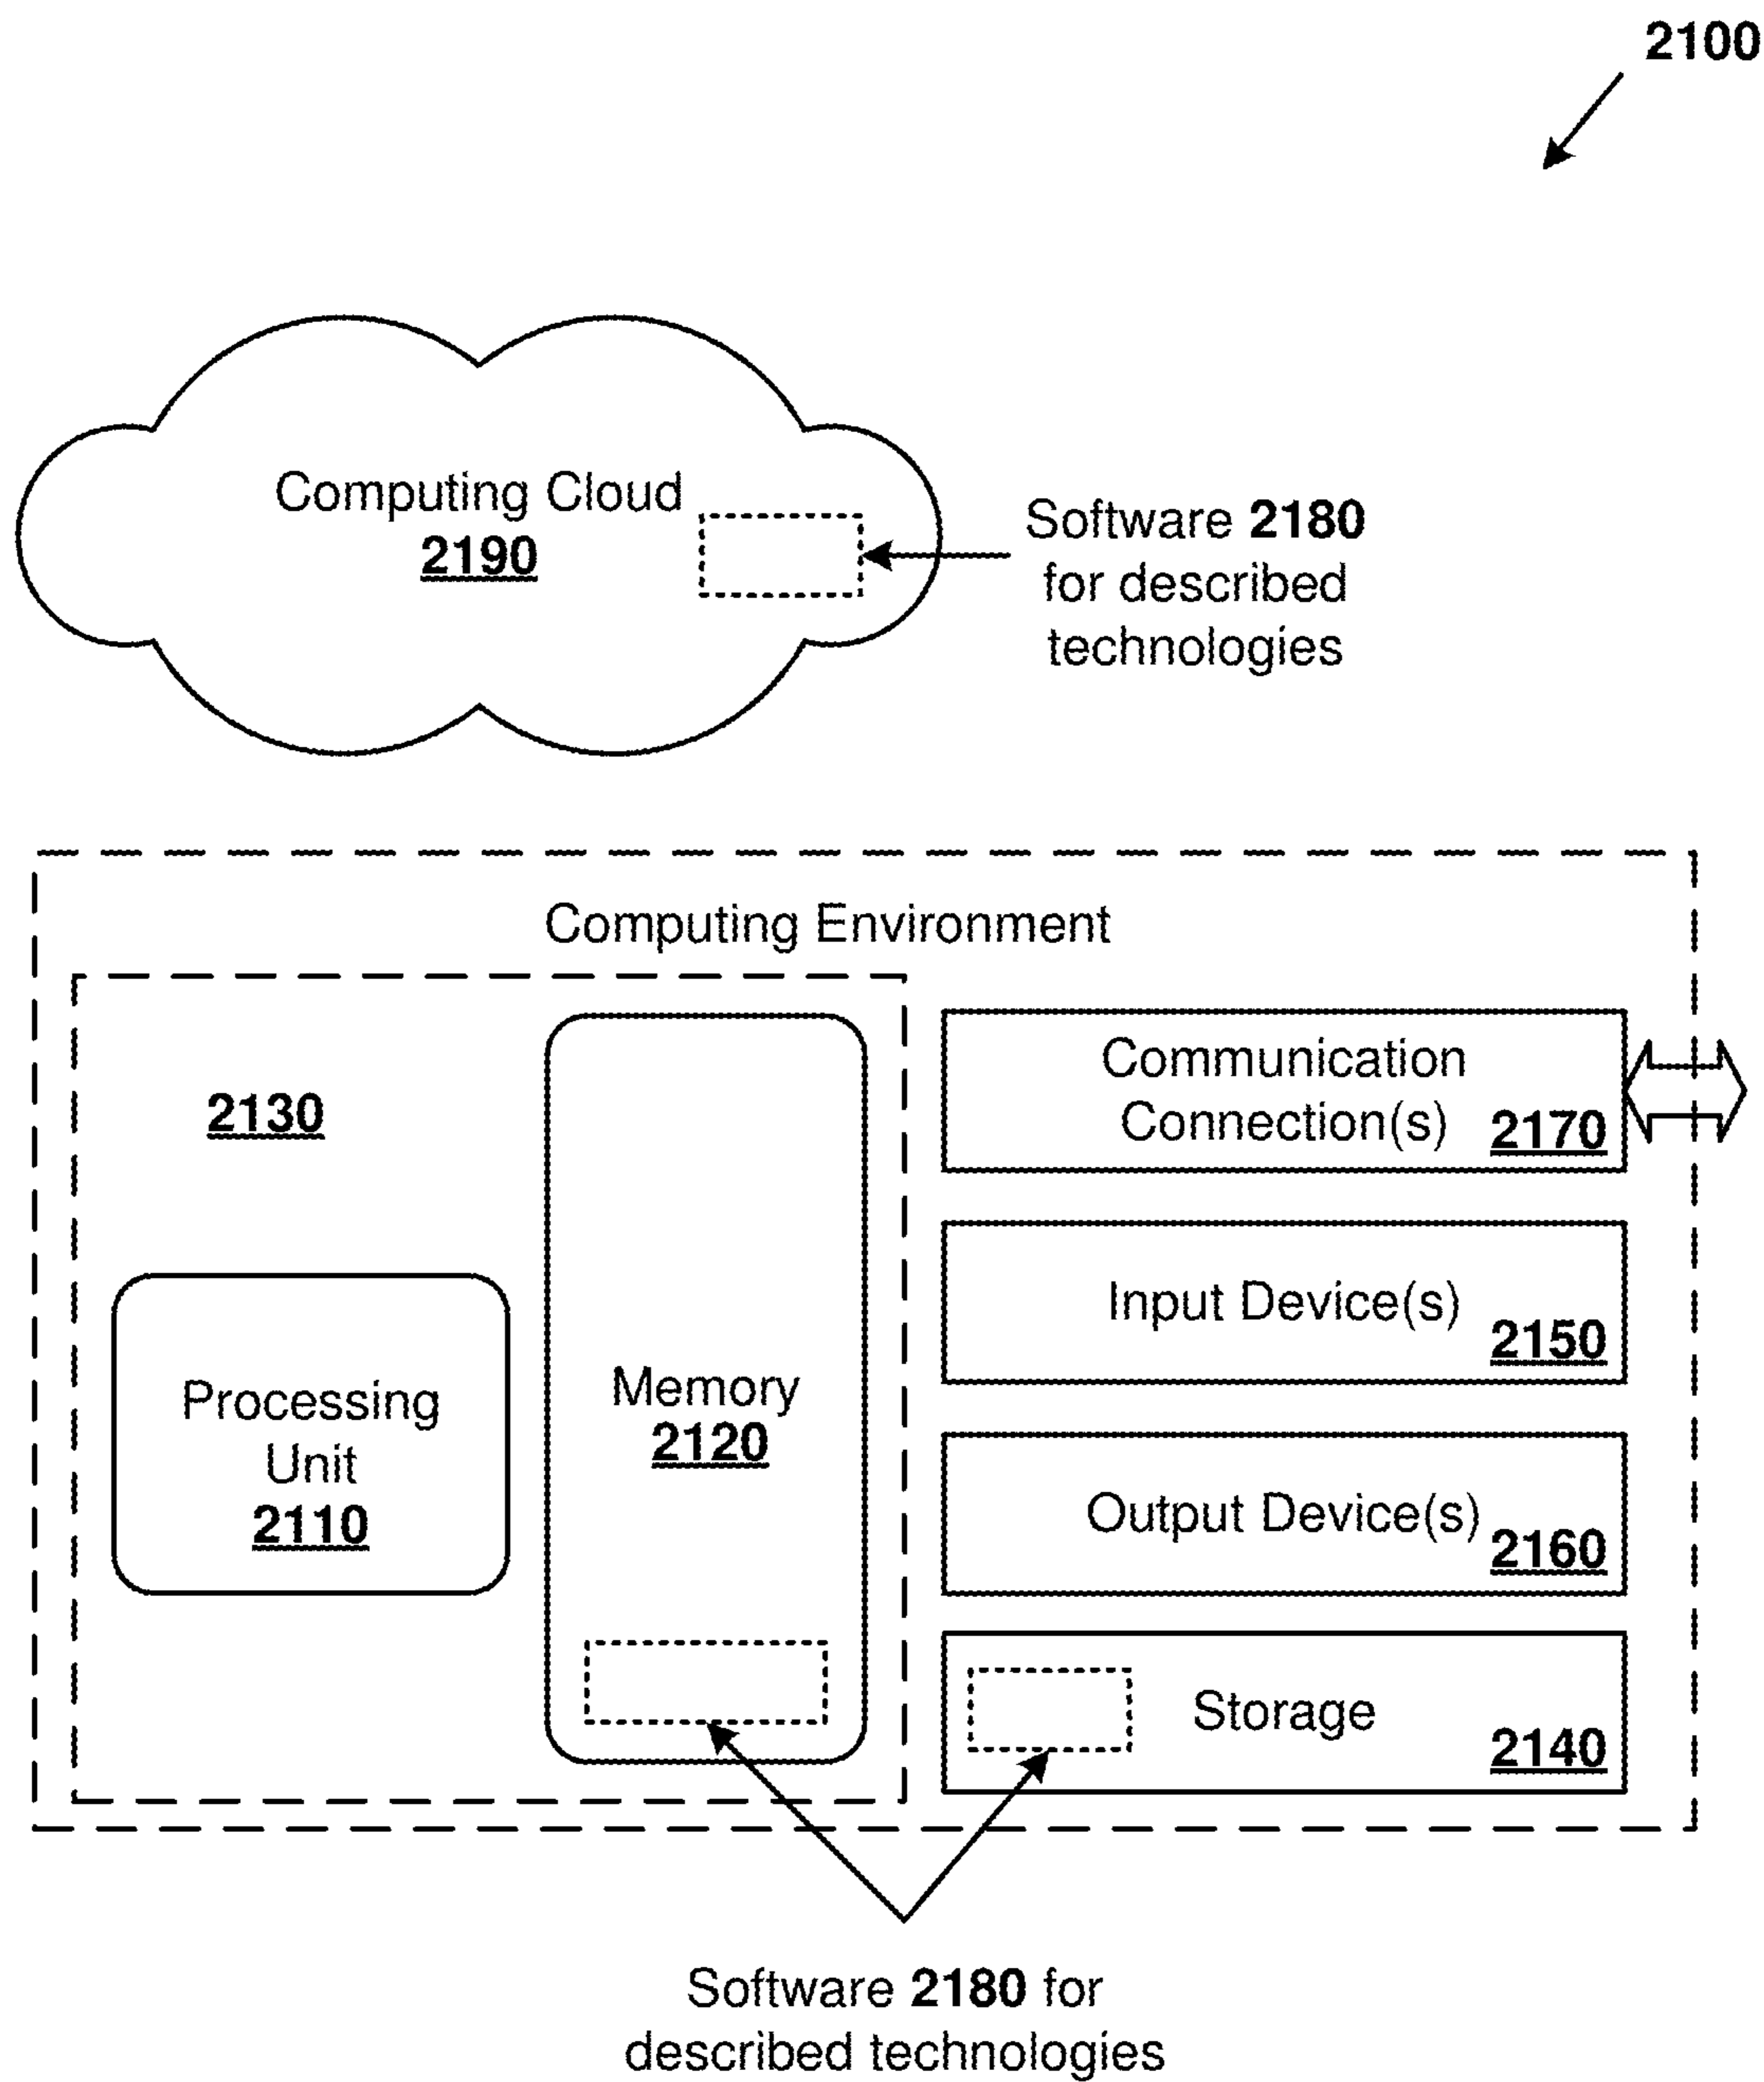 2100
Computing Cloud
2190
Software 2180
for described
technologies
Computing Environment
2130
Processing
Unit
2110
Memory
2120
Communication
Connection(s) 2170
Input Device(s)
2150
Output Device(s)
2160
Storage
2140
Software 2180 for
described technologies